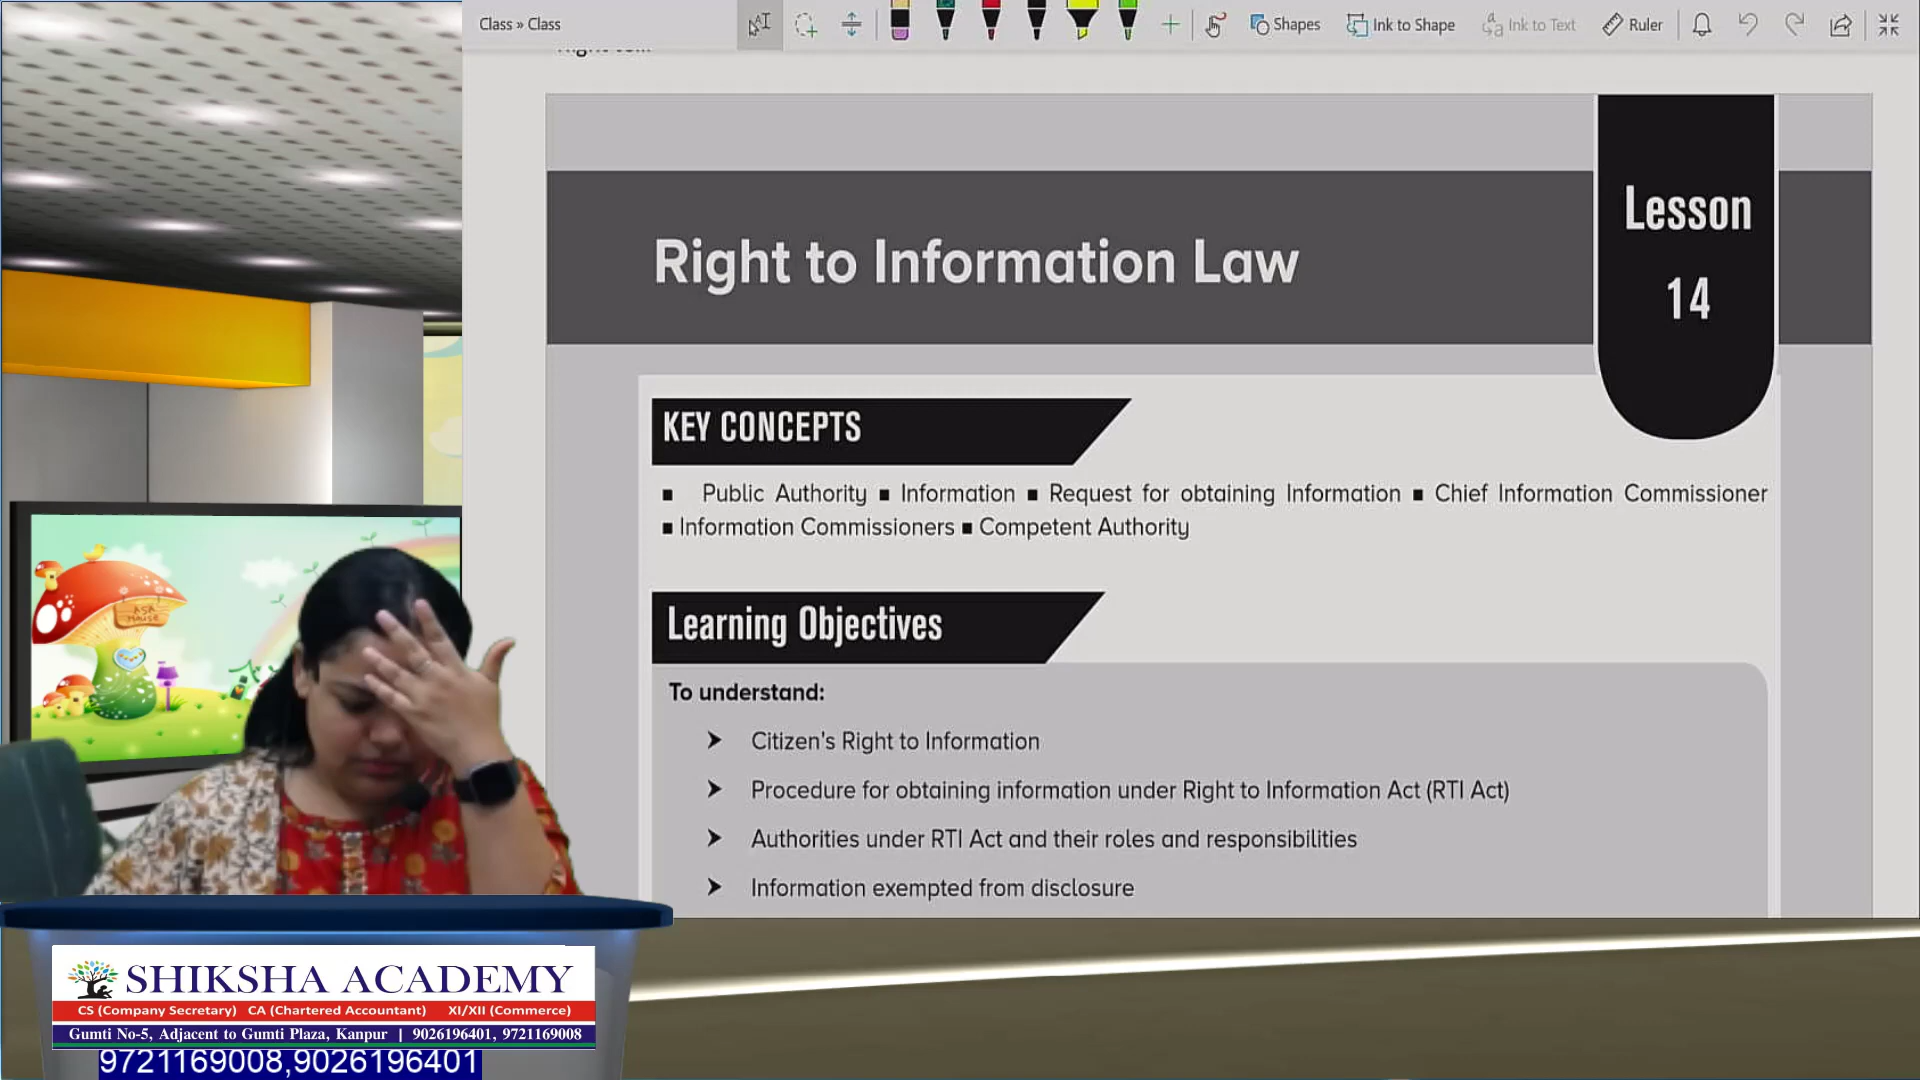 Class » Class
Shapes
Ink to Shape
Ink to Text
Ruler
Lesson
14
Right to Information Law
KEY CONCEPTS
■ Public Authority ■ Information ■ Request for obtaining Information ■ Chief Information Commissioner
■ Information Commissioners ■ Competent Authority
Learning Objectives
To understand:
➤ Citizen's Right to Information
➤ Procedure for obtaining information under Right to Information Act (RTI Act)
➤ Authorities under RTI Act and their roles and responsibilities
➤ Information exempted from disclosure
ASA
House
SHIKSHA ACADEMY
CS (Company Secretary) CA (Chartered Accountant) XI/XII (Commerce)
Gumti No-5, Adjacent to Gumti Plaza, Kanpur | 9026196401, 9721169008
9721169008,9026196401